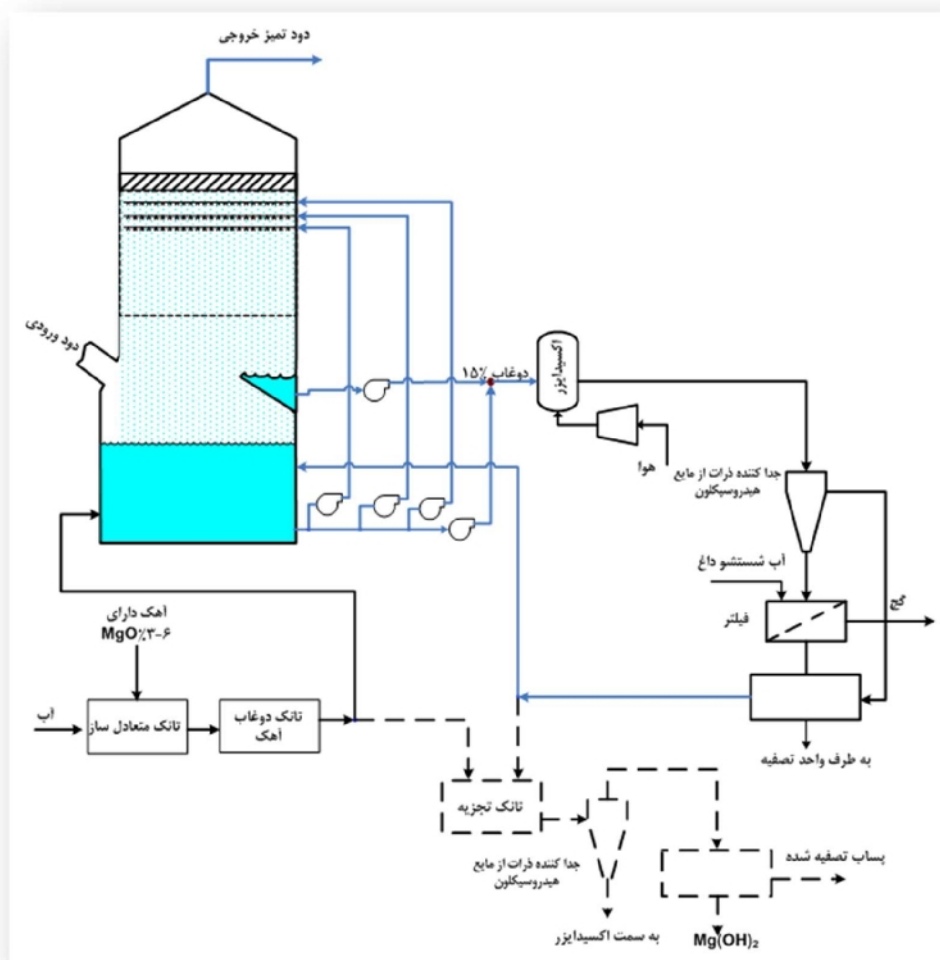 دود تمیز خروجی
دود ورودی
دوغاب ۱۵%
اکسیدایزر
هوا
جدا کننده ذرات از مایع
هیدروسیکلون
آب شستشو داغ
فیلتر
گچ
آهک دارای
MgO%۳-۶
آب
تانک متعادل ساز
تانک دوغاب
آهک
به طرف واحد تصفیه
تانک تجزیه
جدا کننده ذرات از مایع
هیدروسیکلون
پساب تصفیه شده
به سمت اکسیدایزر
Mg(OH)₂